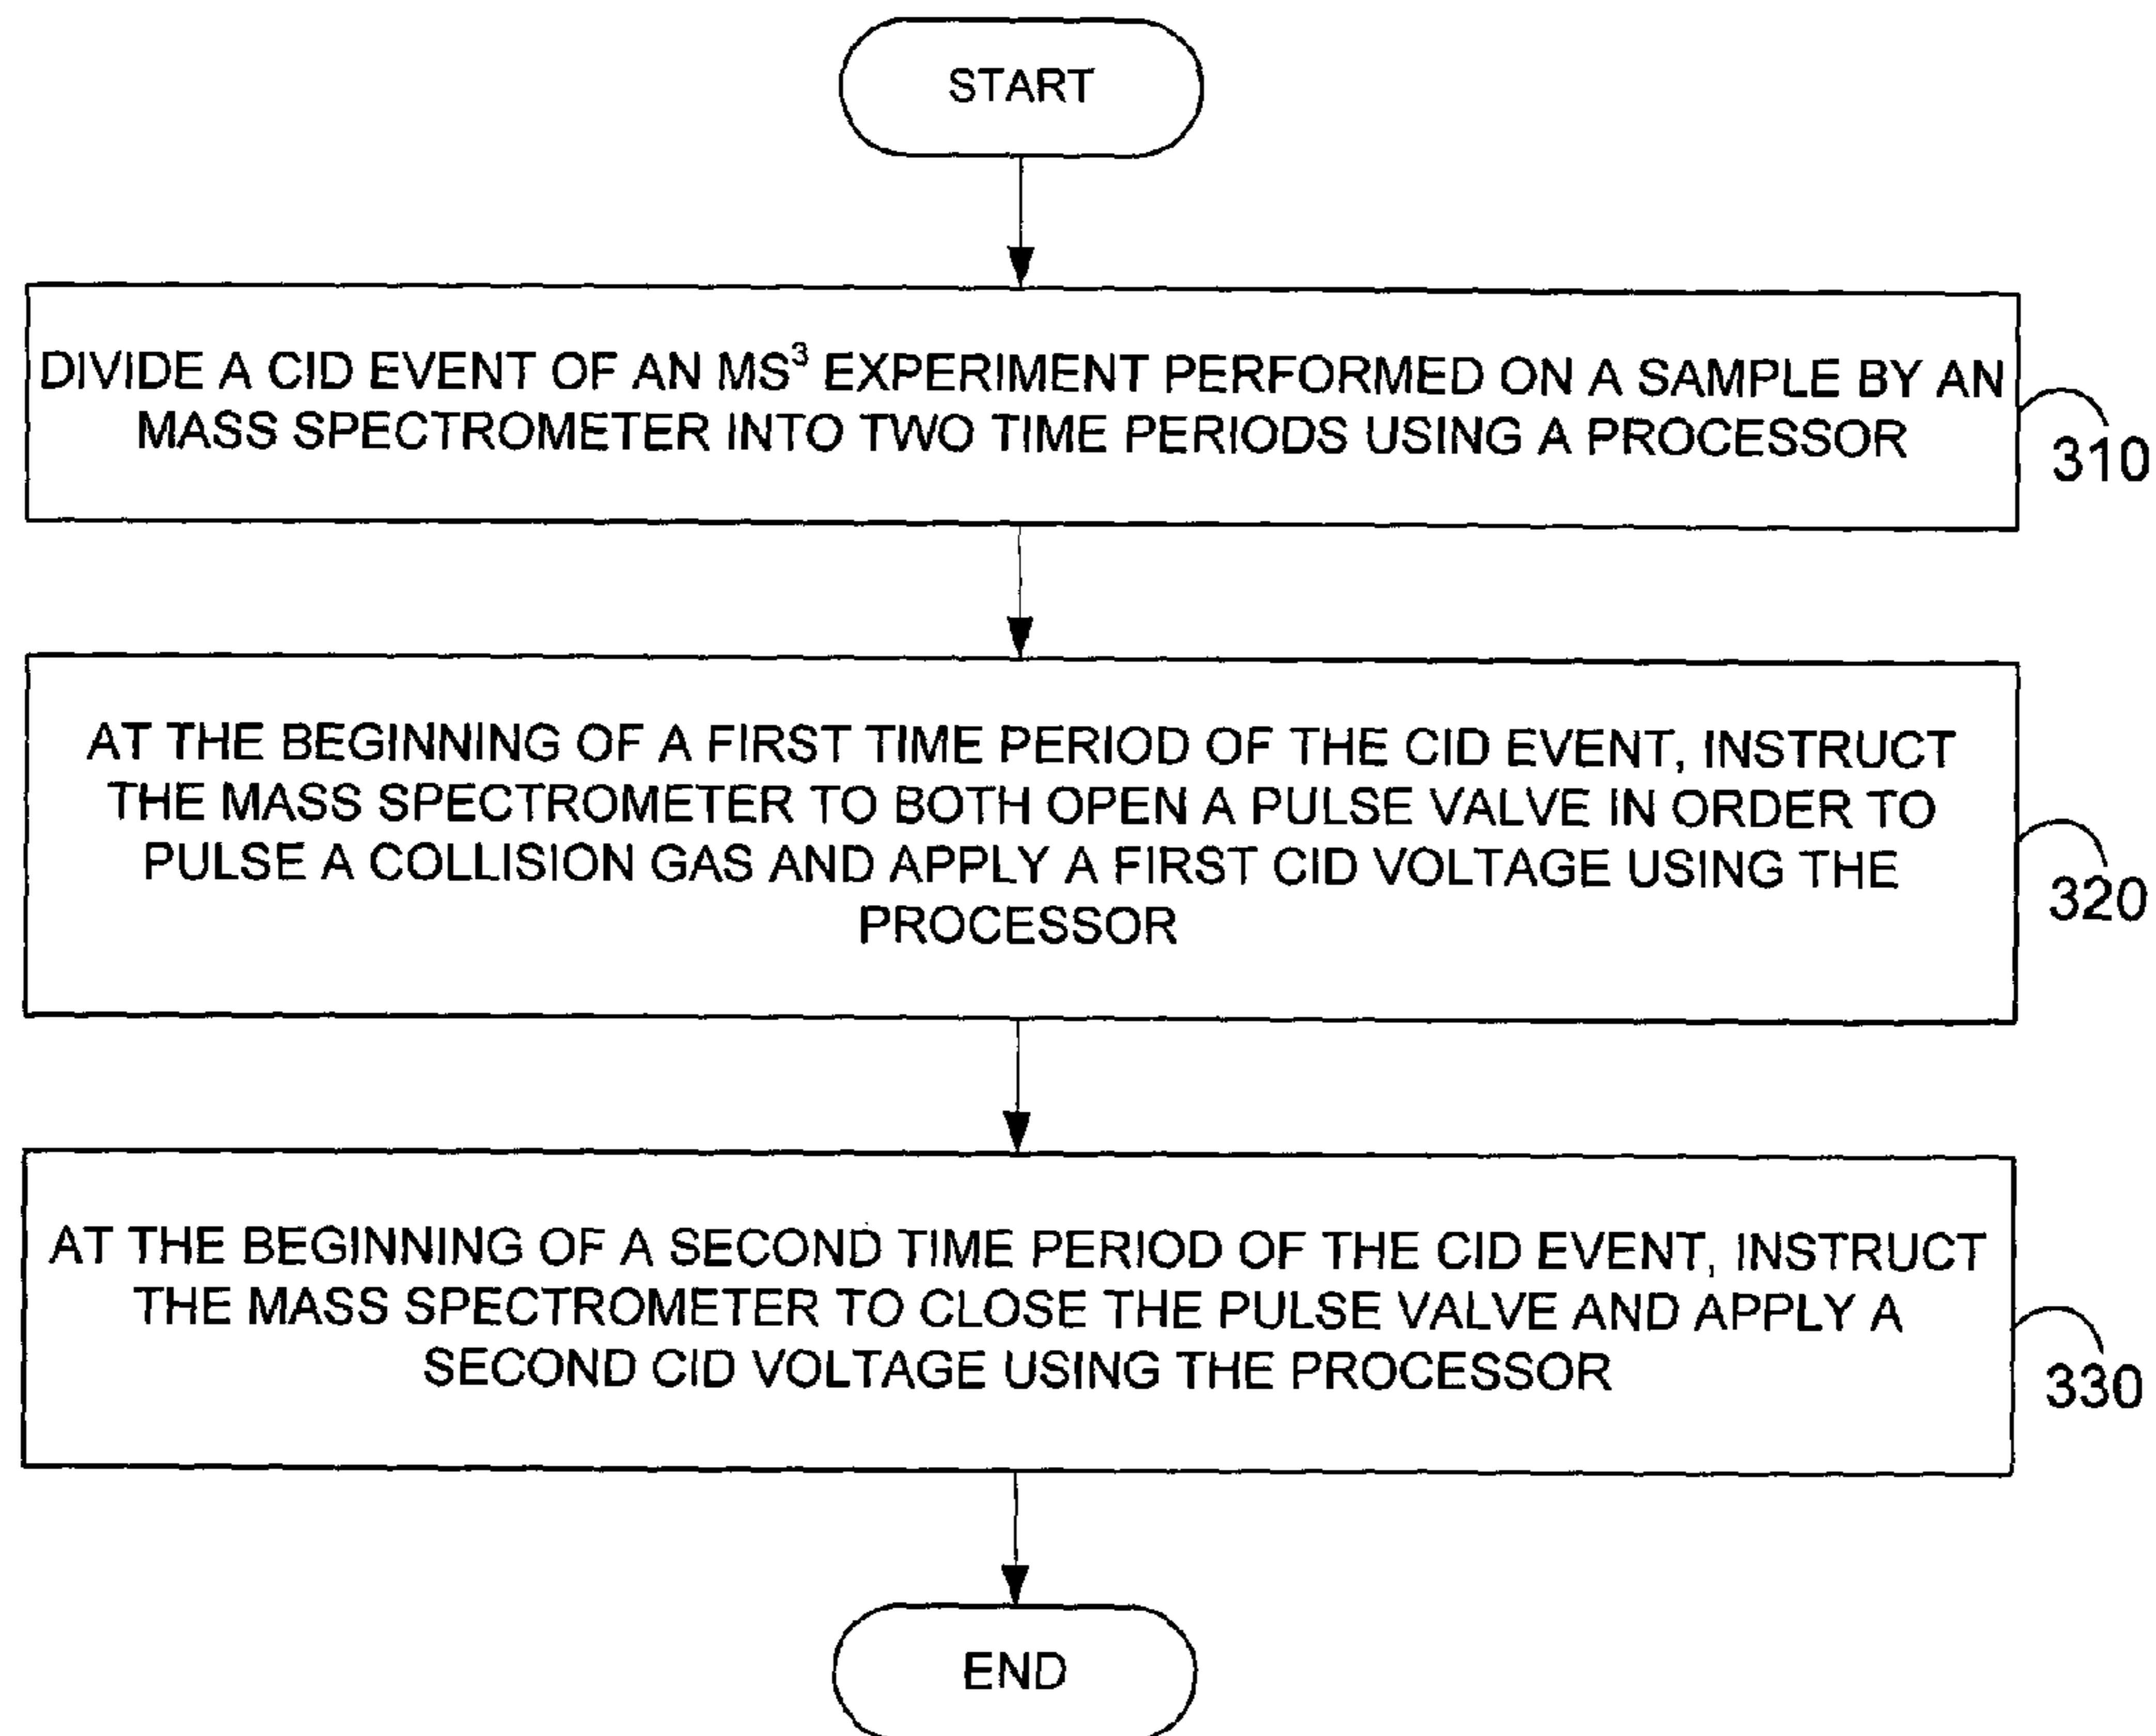 START
DIVIDE A CID EVENT OF AN MS³ EXPERIMENT PERFORMED ON A SAMPLE BY AN
MASS SPECTROMETER INTO TWO TIME PERIODS USING A PROCESSOR
310
AT THE BEGINNING OF A FIRST TIME PERIOD OF THE CID EVENT, INSTRUCT
THE MASS SPECTROMETER TO BOTH OPEN A PULSE VALVE IN ORDER TO
PULSE A COLLISION GAS AND APPLY A FIRST CID VOLTAGE USING THE
PROCESSOR
320
AT THE BEGINNING OF A SECOND TIME PERIOD OF THE CID EVENT, INSTRUCT
THE MASS SPECTROMETER TO CLOSE THE PULSE VALVE AND APPLY A
SECOND CID VOLTAGE USING THE PROCESSOR
330
END